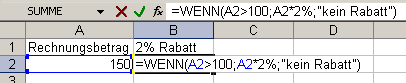 SUMME =WENN(A2>100;A2*2%;"kein Rabatt")
A B C D E
1 Rechnungsbetrag 2% Rabatt
2 150 =WENN(A2>100;A2*2%;"kein Rabatt")